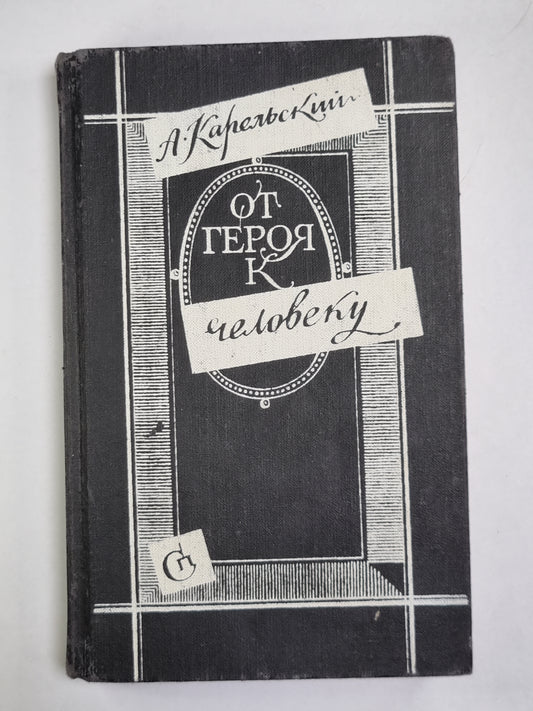 А. Карельский
ОТ
ГЕРОЯ
К
человеку
СП